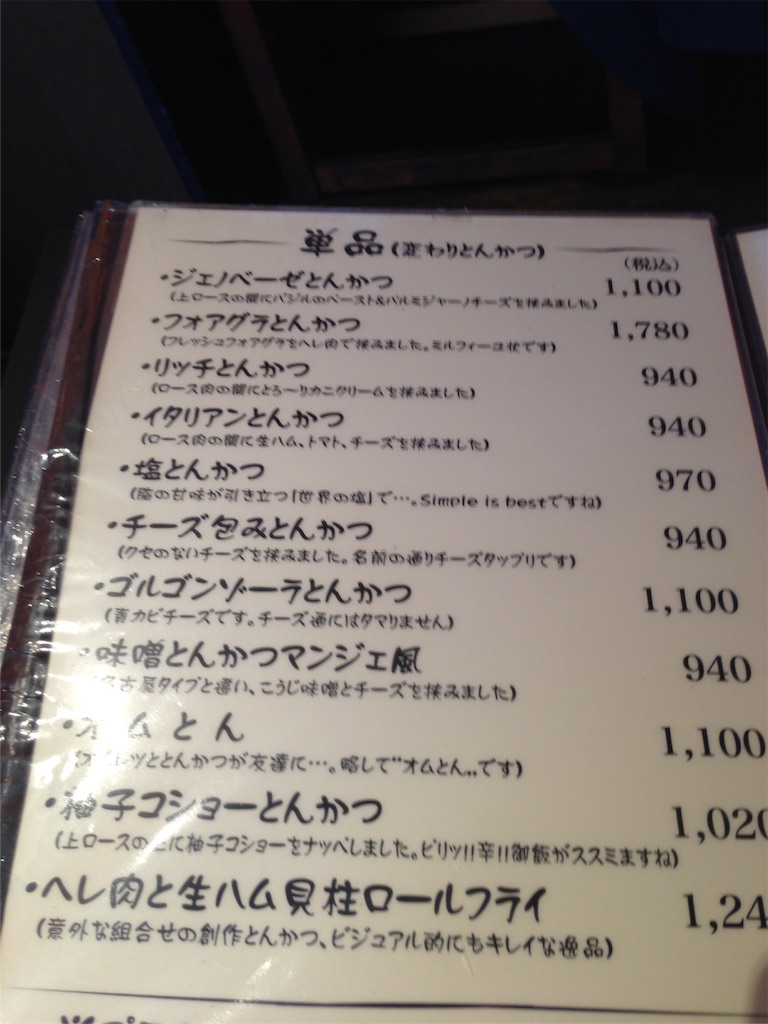 単品(変わりとんかつ)
(税込)
・ジェノベーゼとんかつ 1,100
(上ロースの間にバジルのペースト&パルミジャーノチーズを挟みました)
・フォアグラとんかつ 1,780
(フレッシュフォアグラをヘレ肉で挟みました。ミルフィーユ状です)
・リッチとんかつ 940
(ロース肉の間にとろ〜りカニクリームを挟みました)
・イタリアンとんかつ 940
(ロース肉の間に生ハム、トマト、チーズを挟みました)
・塩とんかつ 970
(脂の甘味が引き立つ「世界の塩」で…。Simple is bestですね)
・チーズ包みとんかつ 940
(クセのないチーズを挟みました。名前の通りチーズタップリです)
・ゴルゴンゾーラとんかつ 1,100
(青カビチーズです。チーズ通にはタマりません)
・味噌とんかつマンジェ風 940
古屋タイプと違い、こうじ味噌とチーズを挟みました)
・オムとん 1,100
(オムレツととんかつが友達に…。略して"オムとん„です)
・柚子コショーとんかつ 1,020
(上ロースの上に柚子コショーをナッペしました。ピリッ!!辛!!御飯がススミますね)
・ヘレ肉と生ハム貝柱ロールフライ 1,24
(意外な組合せの創作とんかつ、ビジュアル的にもキレイな逸品)